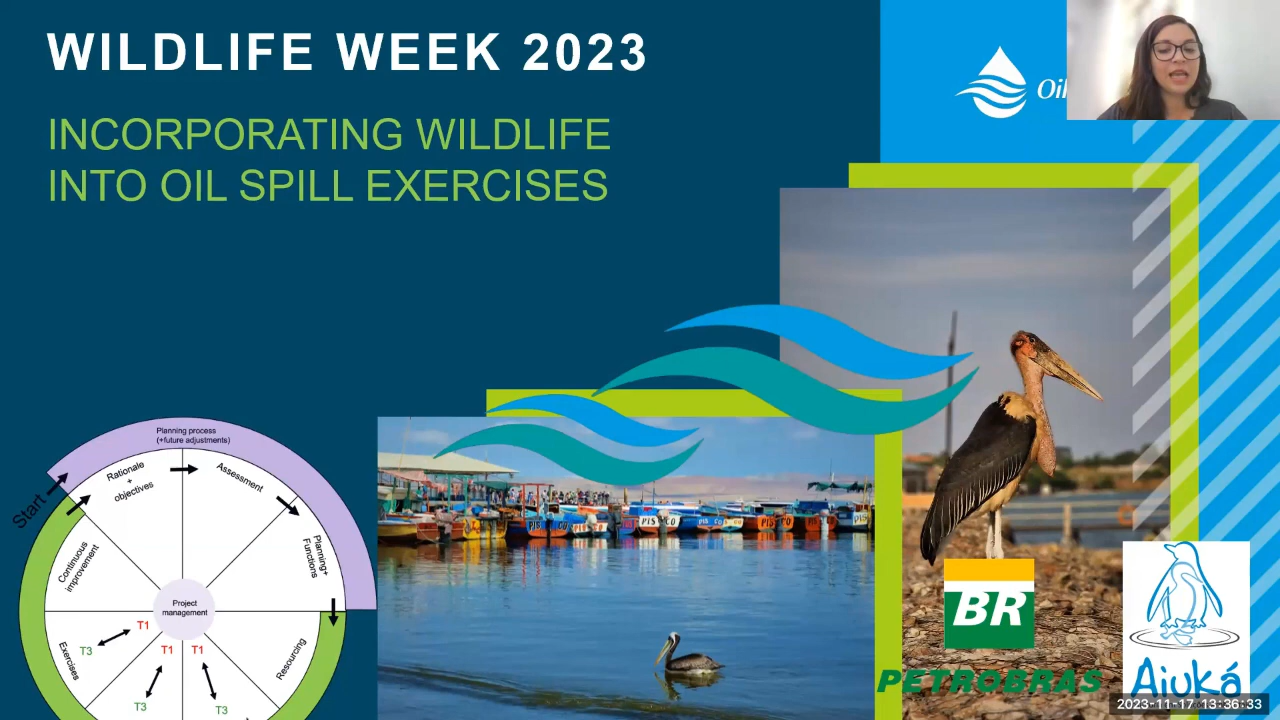 WILDLIFE WEEK 2023
INCORPORATING WILDLIFE
INTO OIL SPILL EXERCISES
Oil
Planning process
(+future adjustments)
Start
Rationale
+
objectives
Assessment
Planning+
Functions
Continuous
improvement
Project
management
Resourcing
Exercises
T1
T3
T1
T3
T1
T3
PISCO
BR
PETROBRAS
Aiuká
2023-11-17 13:36:33